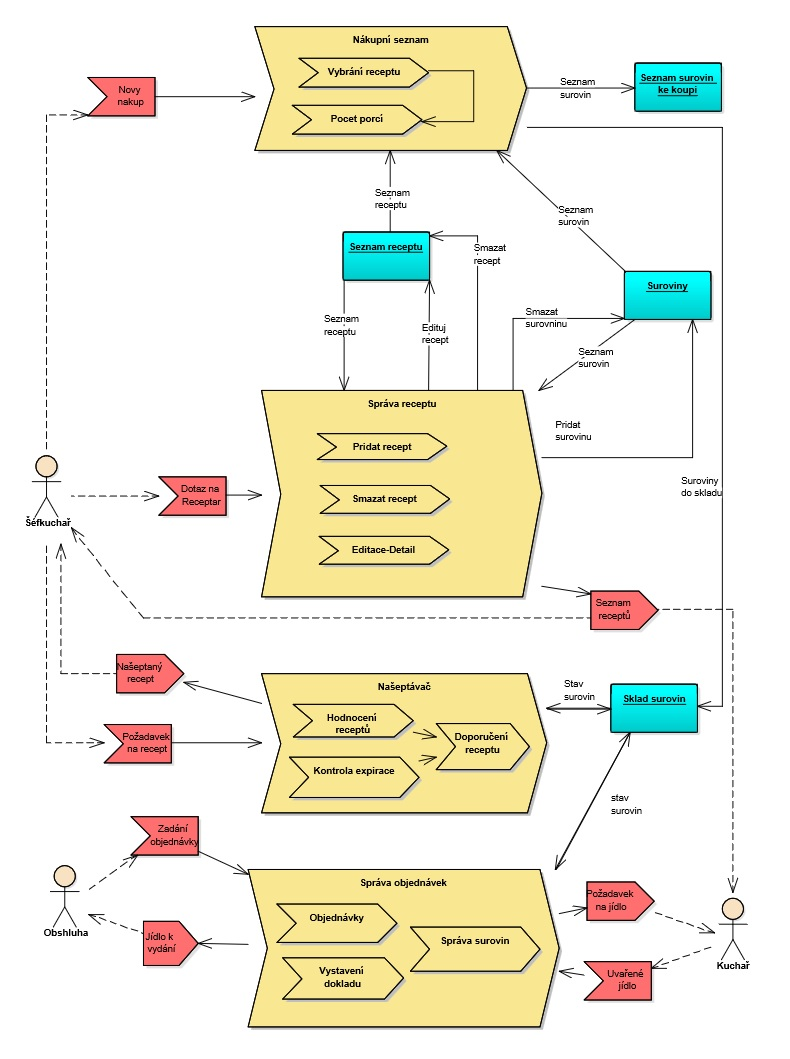 Nákupní seznam
Vybrání receptu
Pocet porcí
Novy
nakup
Seznam
surovin
Seznam surovin
ke koupi
Seznam
receptu
Seznam
surovin
Seznam receptu
Smazat
recept
Suroviny
Seznam
receptu
Edituj
recept
Smazat
surovninu
Seznam
surovin
Správa receptu
Pridat recept
Smazat recept
Editace-Detail
Pridat
surovinu
Suroviny
do skladu
Šéfkuchař
Dotaz na
Receptar
Seznam
receptů
Našeptaný
recept
Požadavek
na recept
Našeptávač
Hodnocení
receptů
Kontrola expirace
Doporučení
receptu
Stav
surovin
Sklad surovin
stav
surovin
Zadání
objednávky
Obshluha
Jídlo k
vydání
Správa objednávek
Objednávky
Vystavení
dokladu
Správa surovin
Požadavek
na jídlo
Uvařené
jídlo
Kuchař